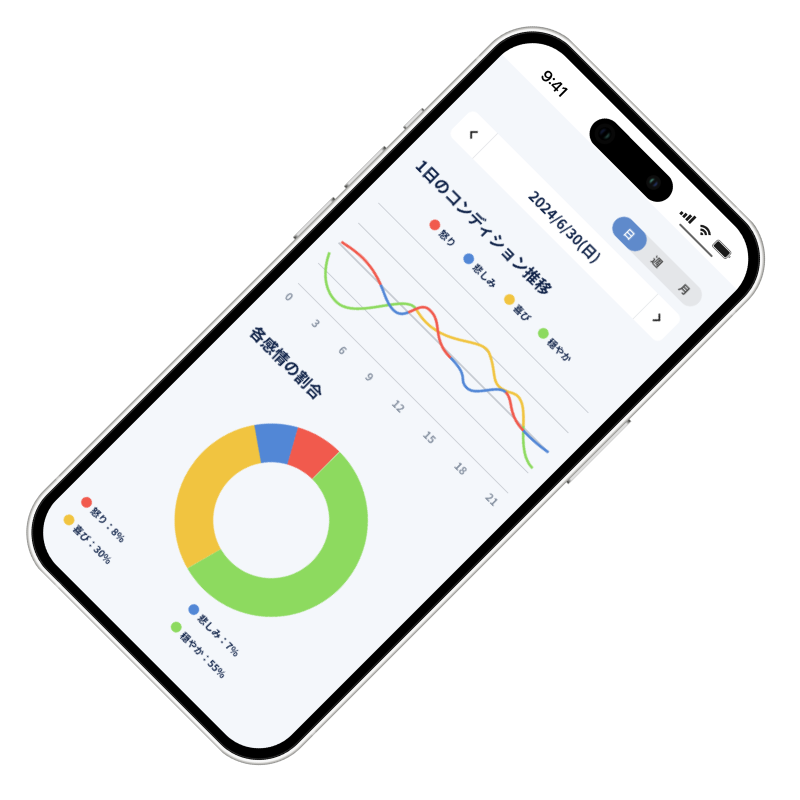 9:41
日 週 月
2024/6/30(日)
1日のコンディション推移
怒り 悲しみ 喜び 穏やか
0 3 6 9 12 15 18 21
各感情の割合
怒り：8% 悲しみ：7%
喜び：30% 穏やか：55%